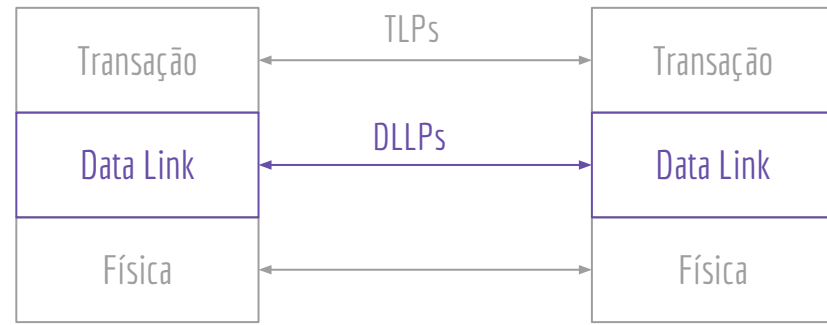 TLPs
Transação
Transação
DLLPs
Data Link
Data Link
Física
Física